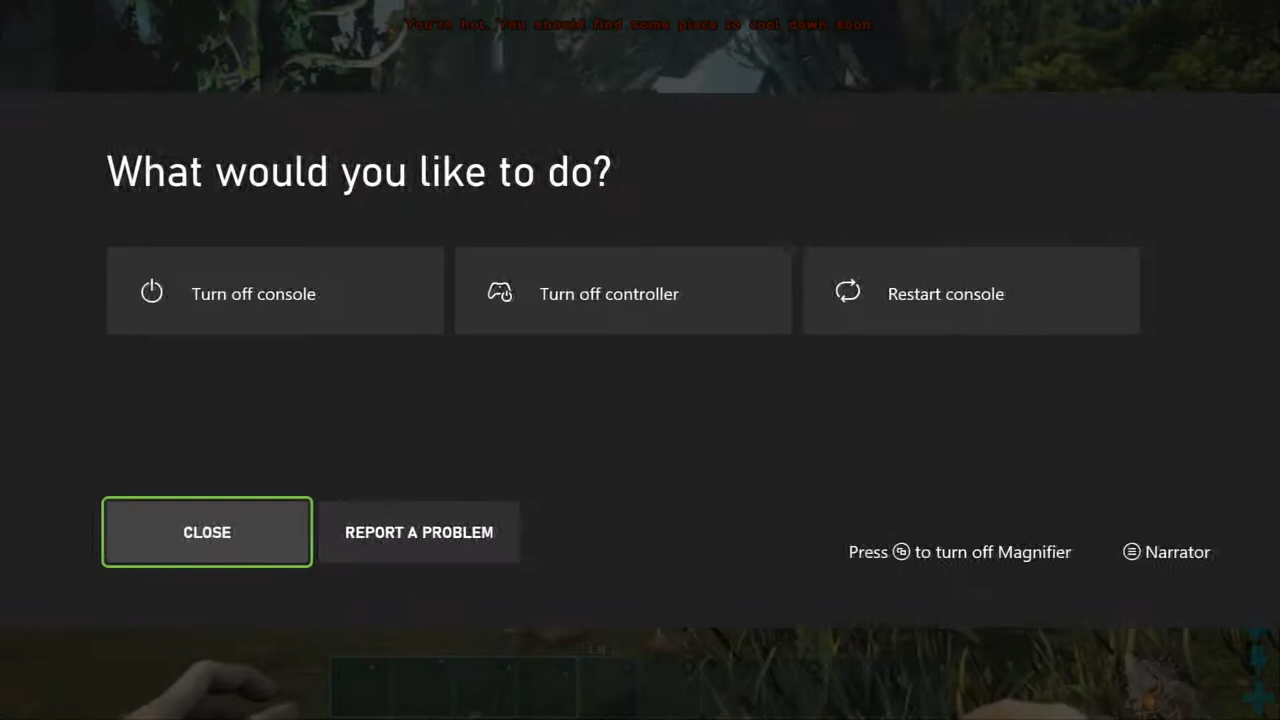 You're hot. You should find some place to cool down soon.
What would you like to do?
Turn off console
Turn off controller
Restart console
CLOSE
REPORT A PROBLEM
Press to turn off Magnifier
Narrator